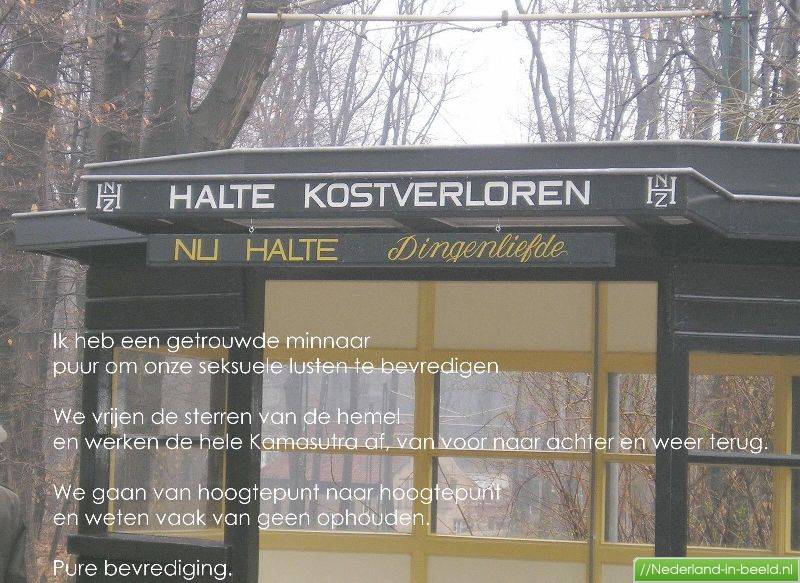 HALTE KOSTVERLOREN
NU HALTE Dingenliefde
Ik heb een getrouwde minnaar
puur om onze seksuele lusten te bevredigen
We vrijen de sterren van de hemel
en werken de hele Kamasutra af, van voor naar achter en weer terug.
We gaan van hoogtepunt naar hoogtepunt
en weten vaak van geen ophouden.
Pure bevrediging.
//Nederland-in-beeld.nl